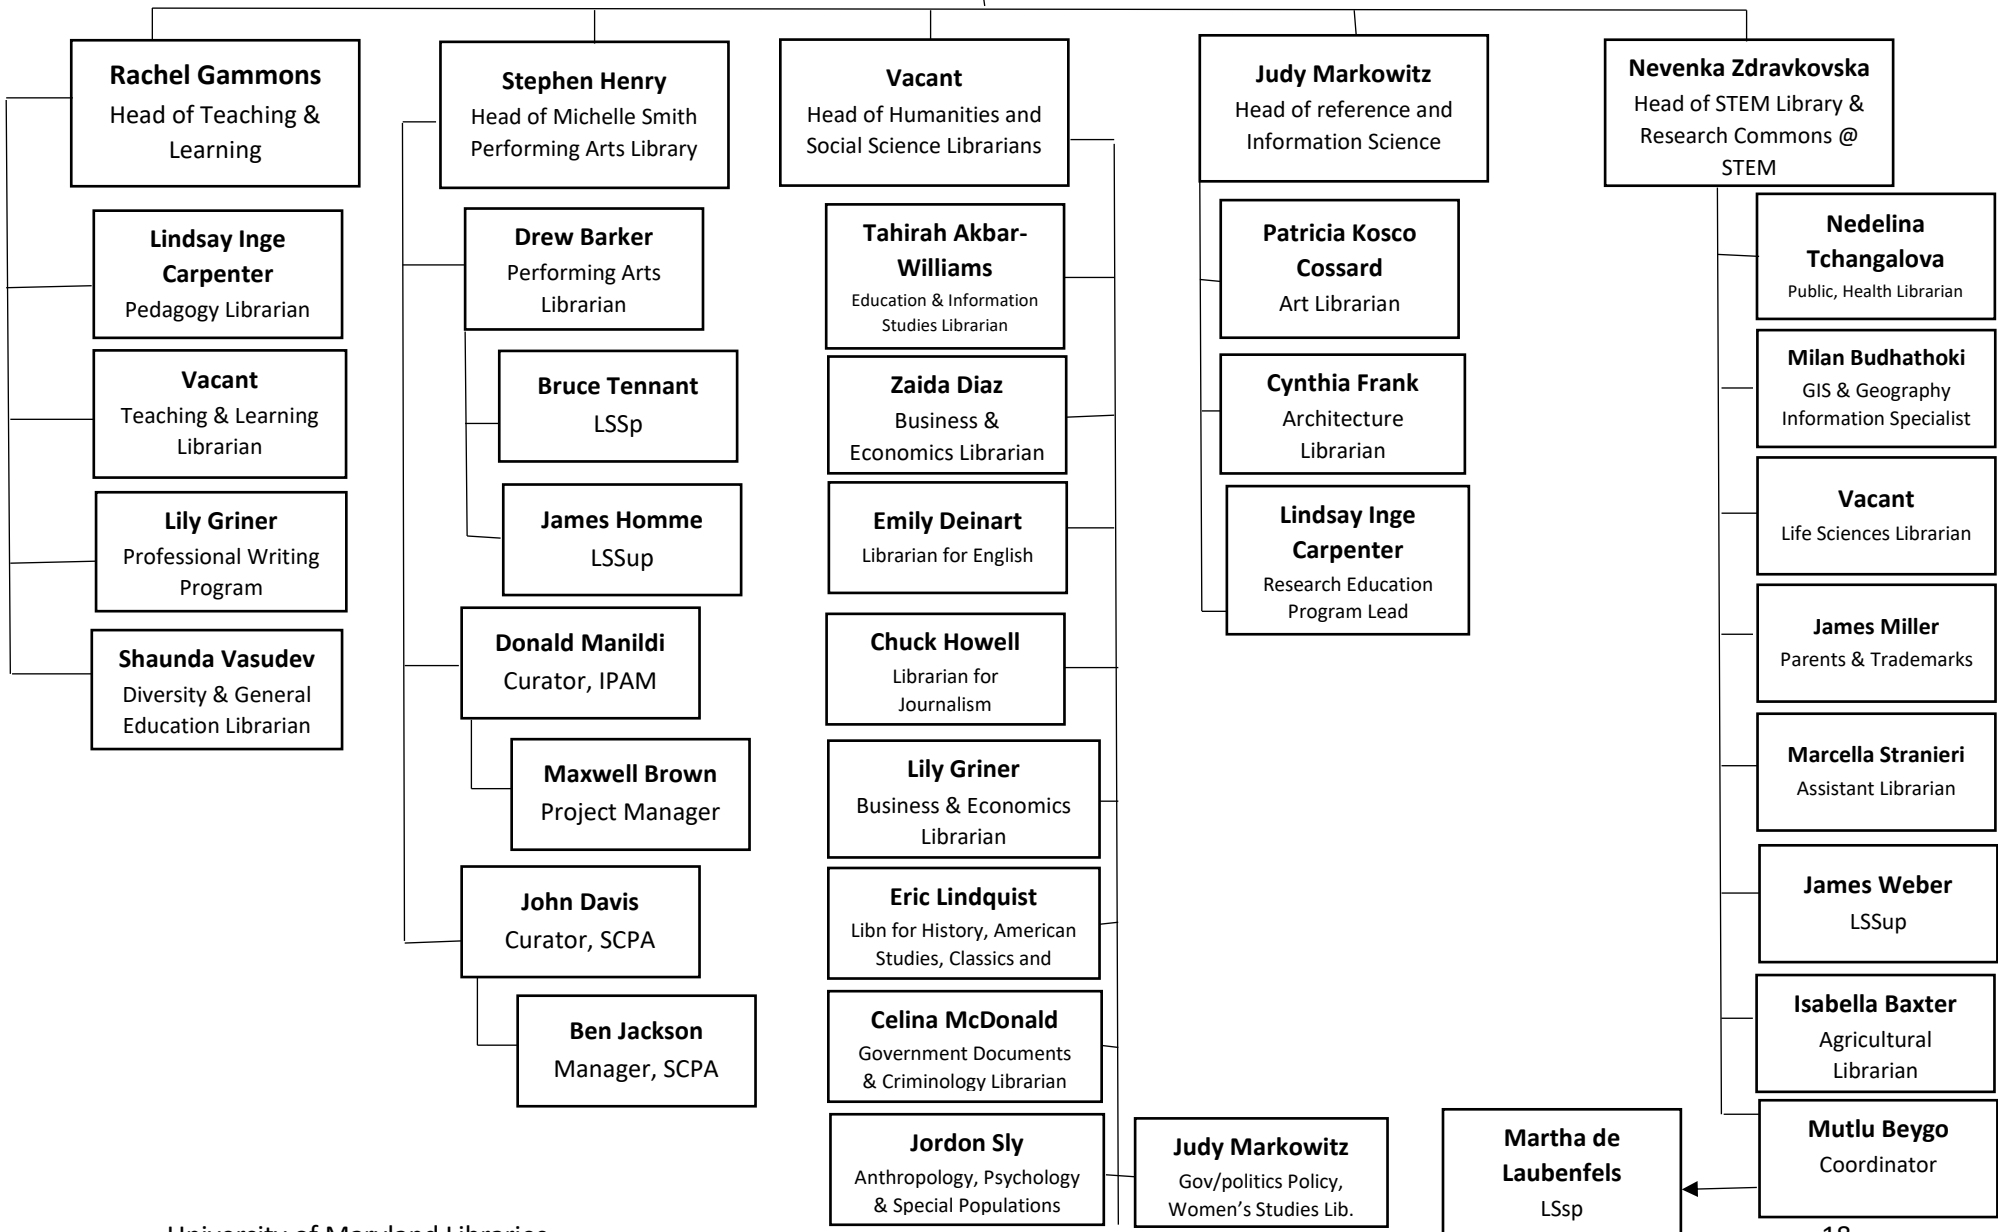 Rachel Gammons
Head of Teaching &
Learning
Lindsay Inge
Carpenter
Pedagogy Librarian
Vacant
Teaching & Learning
Librarian
Lily Griner
Professional Writing
Program
Shaunda Vasudev
Diversity & General
Education Librarian
Stephen Henry
Head of Michelle Smith
Performing Arts Library
Drew Barker
Performing Arts
Librarian
Bruce Tennant
LSSp
James Homme
LSSup
Donald Manildi
Curator, IPAM
Maxwell Brown
Project Manager
John Davis
Curator, SCPA
Ben Jackson
Manager, SCPA
Vacant
Head of Humanities and
Social Science Librarians
Tahirah Akbar-
Williams
Education & Information
Studies Librarian
Zaida Diaz
Business &
Economics Librarian
Emily Deinart
Librarian for English
Chuck Howell
Librarian for
Journalism
Lily Griner
Business & Economics
Librarian
Eric Lindquist
Libn for History, American
Studies, Classics and
Celina McDonald
Government Documents
& Criminology Librarian
Jordon Sly
Anthropology, Psychology
& Special Populations
Judy Markowitz
Gov/politics Policy,
Women's Studies Lib.
Judy Markowitz
Head of reference and
Information Science
Patricia Kosco
Cossard
Art Librarian
Cynthia Frank
Architecture
Librarian
Lindsay Inge
Carpenter
Research Education
Program Lead
Nevenka Zdravkovska
Head of STEM Library &
Research Commons @
STEM
Nedelina
Tchangalova
Public, Health Librarian
Milan Budhathoki
GIS & Geography
Information Specialist
Vacant
Life Sciences Librarian
James Miller
Parents & Trademarks
Marcella Stranieri
Assistant Librarian
James Weber
LSSup
Isabella Baxter
Agricultural
Librarian
Mutlu Beygo
Coordinator
Martha de
Laubenfels
LSsp
University of Maryland Libraries
18